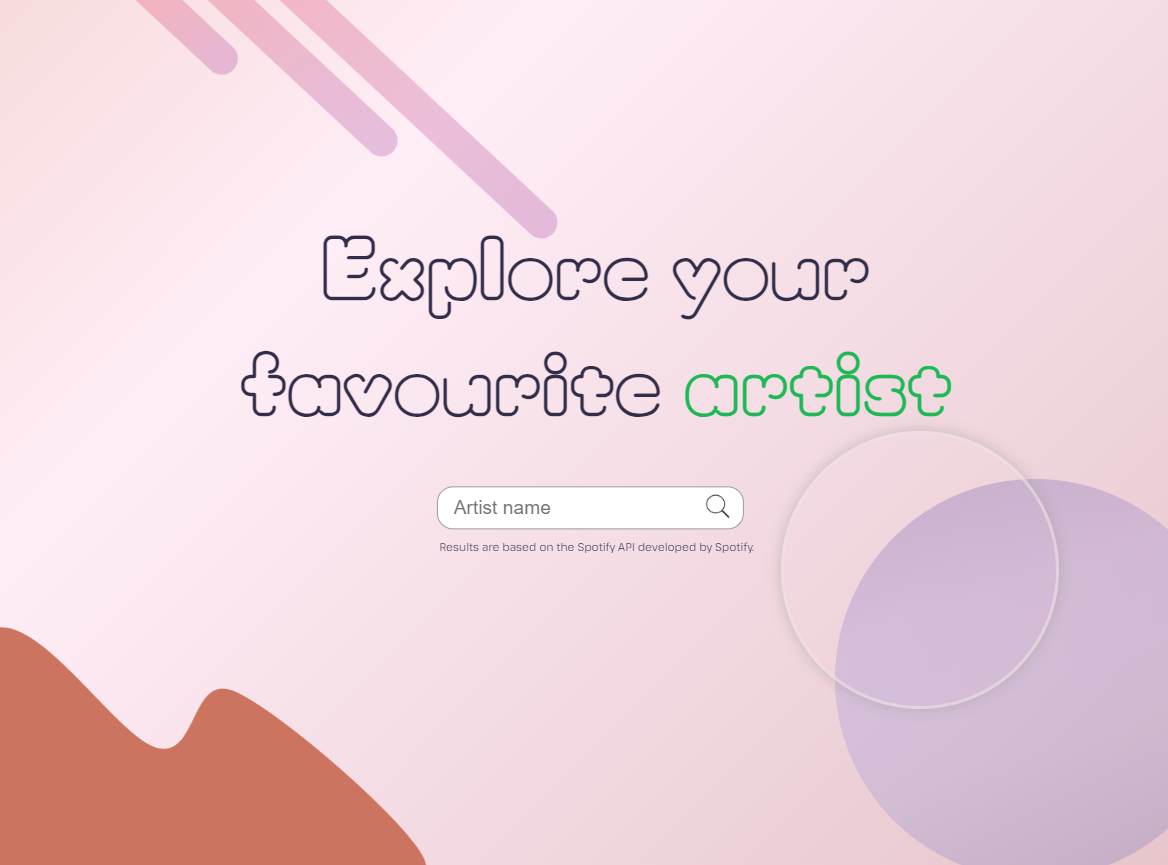 Explore your
favourite artist
Artist name
Results are based on the Spotify API developed by Spotify.